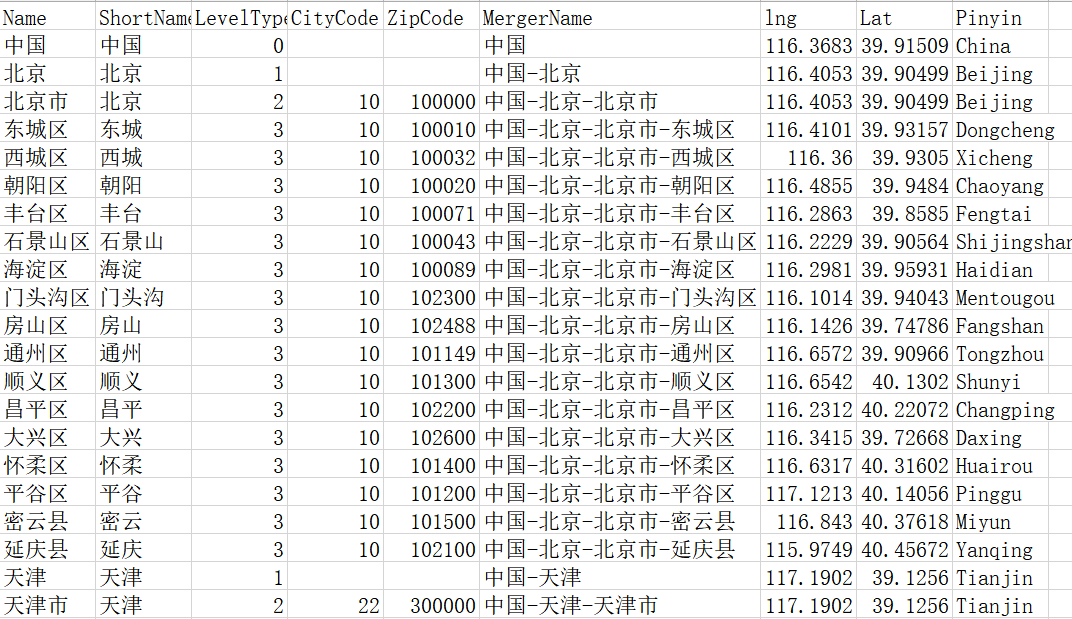 Name ShortName LevelType CityCode ZipCode MergerName lng Lat Pinyin
中国 中国 0 中国 116.3683 39.91509 China
北京 北京 1 中国-北京 116.4053 39.90499 Beijing
北京市 北京 2 10 100000 中国-北京-北京市 116.4053 39.90499 Beijing
东城区 东城 3 10 100010 中国-北京-北京市-东城区 116.4101 39.93157 Dongcheng
西城区 西城 3 10 100032 中国-北京-北京市-西城区 116.36 39.9305 Xicheng
朝阳区 朝阳 3 10 100020 中国-北京-北京市-朝阳区 116.4855 39.9484 Chaoyang
丰台区 丰台 3 10 100071 中国-北京-北京市-丰台区 116.2863 39.8585 Fengtai
石景山区 石景山 3 10 100043 中国-北京-北京市-石景山区 116.2229 39.90564 Shijingshan
海淀区 海淀 3 10 100089 中国-北京-北京市-海淀区 116.2981 39.95931 Haidian
门头沟区 门头沟 3 10 102300 中国-北京-北京市-门头沟区 116.1014 39.94043 Mentougou
房山区 房山 3 10 102488 中国-北京-北京市-房山区 116.1426 39.74786 Fangshan
通州区 通州 3 10 101149 中国-北京-北京市-通州区 116.6572 39.90966 Tongzhou
顺义区 顺义 3 10 101300 中国-北京-北京市-顺义区 116.6542 40.1302 Shunyi
昌平区 昌平 3 10 102200 中国-北京-北京市-昌平区 116.2312 40.22072 Changping
大兴区 大兴 3 10 102600 中国-北京-北京市-大兴区 116.3415 39.72668 Daxing
怀柔区 怀柔 3 10 101400 中国-北京-北京市-怀柔区 116.6317 40.31602 Huairou
平谷区 平谷 3 10 101200 中国-北京-北京市-平谷区 117.1213 40.14056 Pinggu
密云县 密云 3 10 101500 中国-北京-北京市-密云县 116.843 40.37618 Miyun
延庆县 延庆 3 10 102100 中国-北京-北京市-延庆县 115.9749 40.45672 Yanqing
天津 天津 1 中国-天津 117.1902 39.1256 Tianjin
天津市 天津 2 22 300000 中国-天津-天津市 117.1902 39.1256 Tianjin